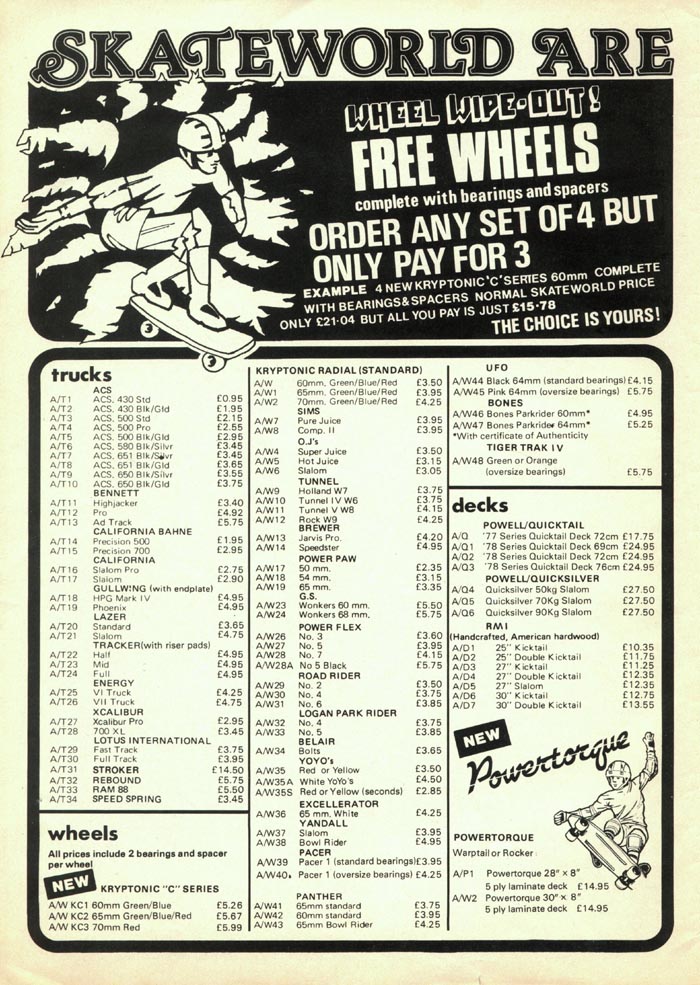 SKATEWORLD ARE
WHEEL WIPE-OUT!
FREE WHEELS
complete with bearings and spacers
ORDER ANY SET OF 4 BUT
ONLY PAY FOR 3
EXAMPLE 4 NEW KRYPTONIC 'C' SERIES 60mm COMPLETE
WITH BEARINGS & SPACERS NORMAL SKATEWORLD PRICE
ONLY £21·04 BUT ALL YOU PAY IS JUST £15·78
THE CHOICE IS YOURS!
trucks
ACS
A/T1 ACS, 430 Std £0.95
A/T2 ACS, 430 Blk/Gld £1.95
A/T3 ACS, 500 Std £2.15
A/T4 ACS, 500 Pro £2.55
A/T5 ACS, 500 Blk/Gld £2.95
A/T6 ACS, 580 Blk/Silvr £3.45
A/T7 ACS, 651 Blk/Silvr £3.45
A/T8 ACS, 651 Blk/Gld £3.65
A/T9 ACS, 650 Blk/Silvr £3.55
A/T10 ACS, 650 Blk/Gld £3.75
BENNETT
A/T11 Highjacker £3.40
A/T12 Pro £4.92
A/T13 Ad Track £5.75
CALIFORNIA BAHNE
A/T14 Precision 500 £1.95
A/T15 Precision 700 £2.95
CALIFORNIA
A/T16 Slalom Pro £2.75
A/T17 Slalom £2.90
GULLWING (with endplate)
A/T18 HPG Mark IV £4.95
A/T19 Phoenix £4.95
LAZER
A/T20 Standard £3.65
A/T21 Slalom £4.75
TRACKER(with riser pads)
A/T22 Half £4.95
A/T23 Mid £4.95
A/T24 Full £4.95
ENERGY
A/T25 VI Truck £4.25
A/T26 VII Truck £4.75
XCALIBUR
A/T27 Xcalibur Pro £2.95
A/T28 700 XL £3.45
LOTUS INTERNATIONAL
A/T29 Fast Track £3.75
A/T30 Full Track £3.95
A/T31 STROKER £14.50
A/T32 REBOUND £5.75
A/T33 RAM 88 £5.50
A/T34 SPEED SPRING £3.45
wheels
All prices include 2 bearings and spacer
per wheel
NEW KRYPTONIC "C" SERIES
A/W KC1 60mm Green/Blue £5.26
A/W KC2 65mm Green/Blue/Red £5.67
A/W KC3 70mm Red £5.99
KRYPTONIC RADIAL (STANDARD)
A/W 60mm, Green/Blue/Red £3.50
A/W1 65mm, Green/Blue/Red £3.95
A/W2 70mm, Green/Blue/Red £4.25
SIMS
A/W7 Pure Juice £3.95
A/W8 Comp. II £3.95
O.J's
A/W4 Super Juice £3.50
A/W5 Hot Juice £3.15
A/W6 Slalom £3.05
TUNNEL
A/W9 Holland W7 £3.75
A/W10 Tunnel IV W6 £3.75
A/W11 Tunnel V W8 £4.15
A/W12 Rock W9 £4.25
BREWER
A/W13 Jarvis Pro. £4.20
A/W14 Speedster £4.95
POWER PAW
A/W17 50 mm. £2.35
A/W18 54 mm. £3.15
A/W19 65 mm. £3.35
G.S.
A/W23 Wonkers 60 mm. £5.50
A/W24 Wonkers 68 mm. £5.75
POWER FLEX
A/W26 No. 3 £3.60
A/W27 No. 5 £3.95
A/W28 No. 7 £4.15
A/W28A No 5 Black £5.75
ROAD RIDER
A/W29 No. 2 £3.50
A/W30 No. 4 £3.75
A/W31 No. 6 £3.85
LOGAN PARK RIDER
A/W32 No. 4 £3.75
A/W33 No. 5 £3.85
BELAIR
A/W34 Bolts £3.65
YOYO's
A/W35 Red or Yellow £3.50
A/W35A White YoYO's £4.50
A/W35S Red or Yellow (seconds) £2.85
EXCELLERATOR
A/W36 65 mm. White £4.25
YANDALL
A/W37 Slalom £3.95
A/W38 Bowl Rider £4.95
PACER
A/W39 Pacer 1 (standard bearings) £3.95
A/W40 Pacer 1 (oversize bearings) £4.25
PANTHER
A/W41 65mm standard £3.75
A/W42 60mm standard £3.95
A/W43 65mm Bowl Rider £4.25
UFO
A/W44 Black 64mm (standard bearings) £4.15
A/W45 Pink 64mm (oversize bearings) £5.75
BONES
A/W46 Bones Parkrider 60mm* £4.95
A/W47 Bones Parkrider 64mm* £5.25
*With certificate of Authenticity
TIGER TRAK IV
A/W48 Green or Orange
(oversize bearings) £5.75
decks
POWELL/QUICKTAIL
A/Q '77 Series Quicktail Deck 72cm £17.75
A/Q1 '78 Series Quicktail Deck 69cm £24.95
A/Q2 '78 Series Quicktail Deck 72cm £24.95
A/Q3 '78 Series Quicktail Deck 76cm £24.95
POWELL/QUICKSILVER
A/Q4 Quicksilver 50kg Slalom £27.50
A/Q5 Quicksilver 70Kg Slalom £27.50
A/Q6 Quicksilver 90Kg Slalom £27.50
RMI
(Handcrafted, American hardwood)
A/D1 25" Kicktail £10.35
A/D2 25" Double Kicktail £11.75
A/D3 27" Kicktail £11.25
A/D4 27" Double Kicktail £12.35
A/D5 27" Slalom £12.35
A/D6 30" Kicktail £12.75
A/D7 30" Double Kicktail £13.55
NEW
Powertorque
POWERTORQUE
Warptail or Rocker
A/P1 Powertorque 28" x 8"
5 ply laminate deck £14.95
A/W2 Powertorque 30" x 8"
5 ply laminate deck £14.95